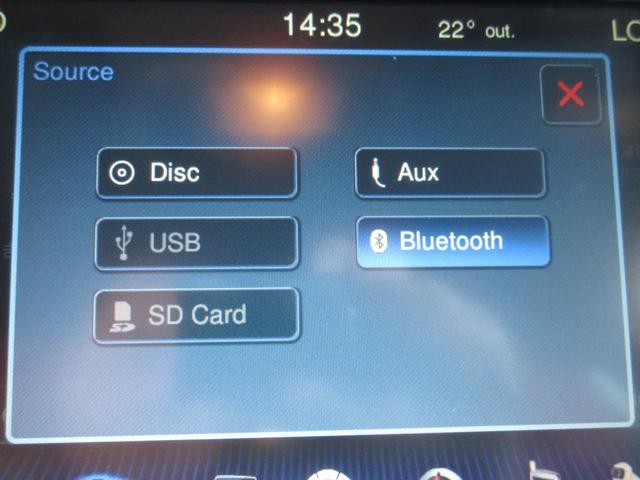 14:35 22° out.
Source
Disc Aux
USB Bluetooth
SD Card